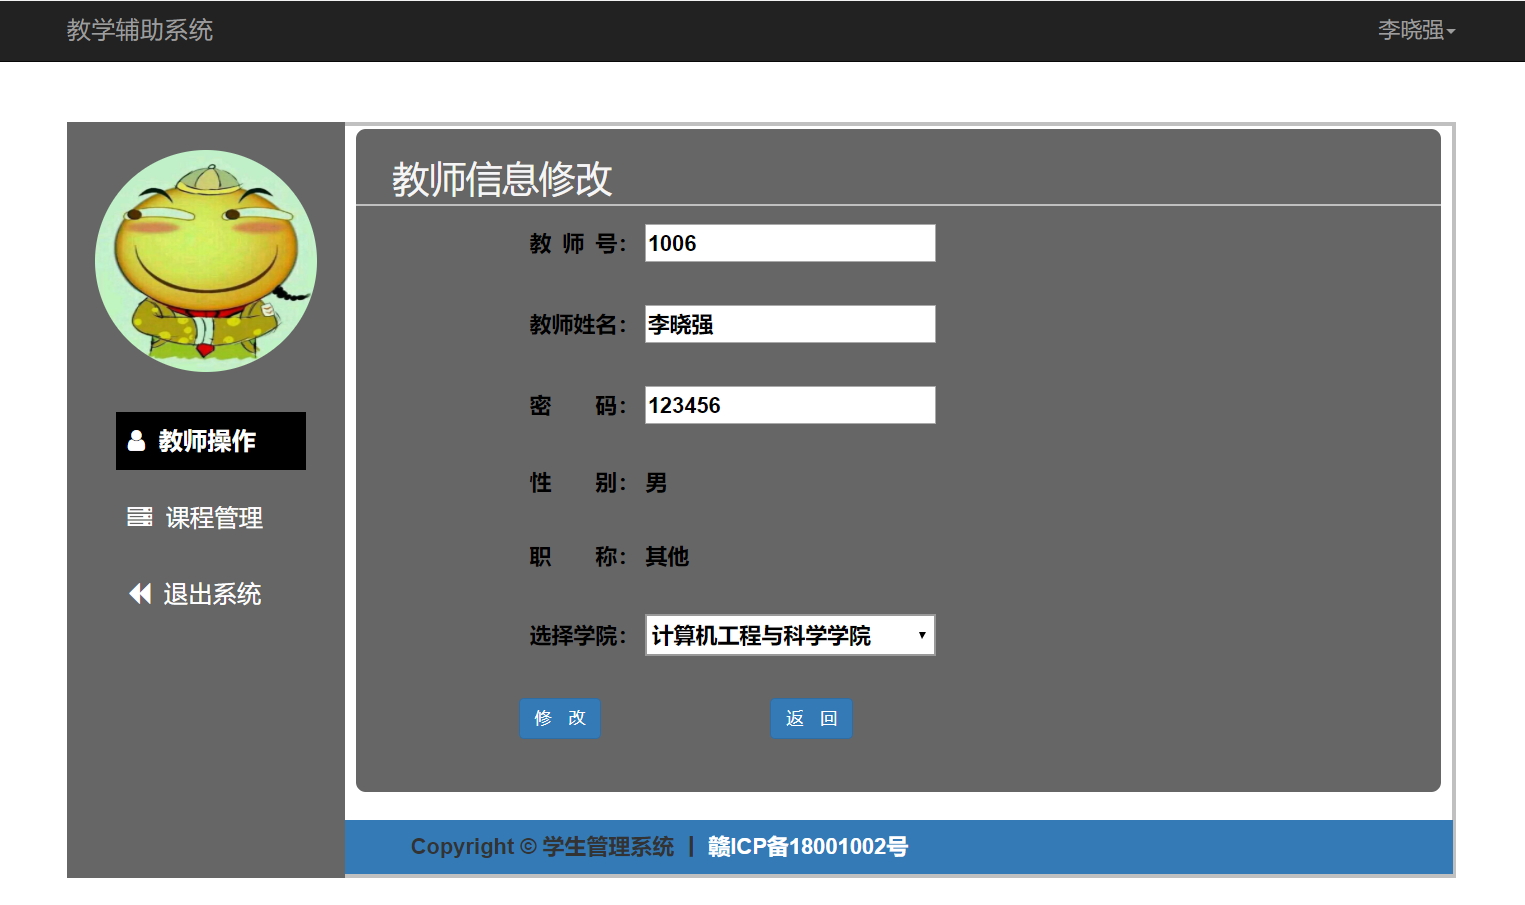 教学辅助系统
李晓强
教师信息修改
教 师 号： 1006
教师姓名： 李晓强
密 码： 123456
教师操作
性 别： 男
课程管理
职 称： 其他
退出系统
选择学院： 计算机工程与科学学院
修 改
返 回
Copyright © 学生管理系统 | 赣ICP备18001002号